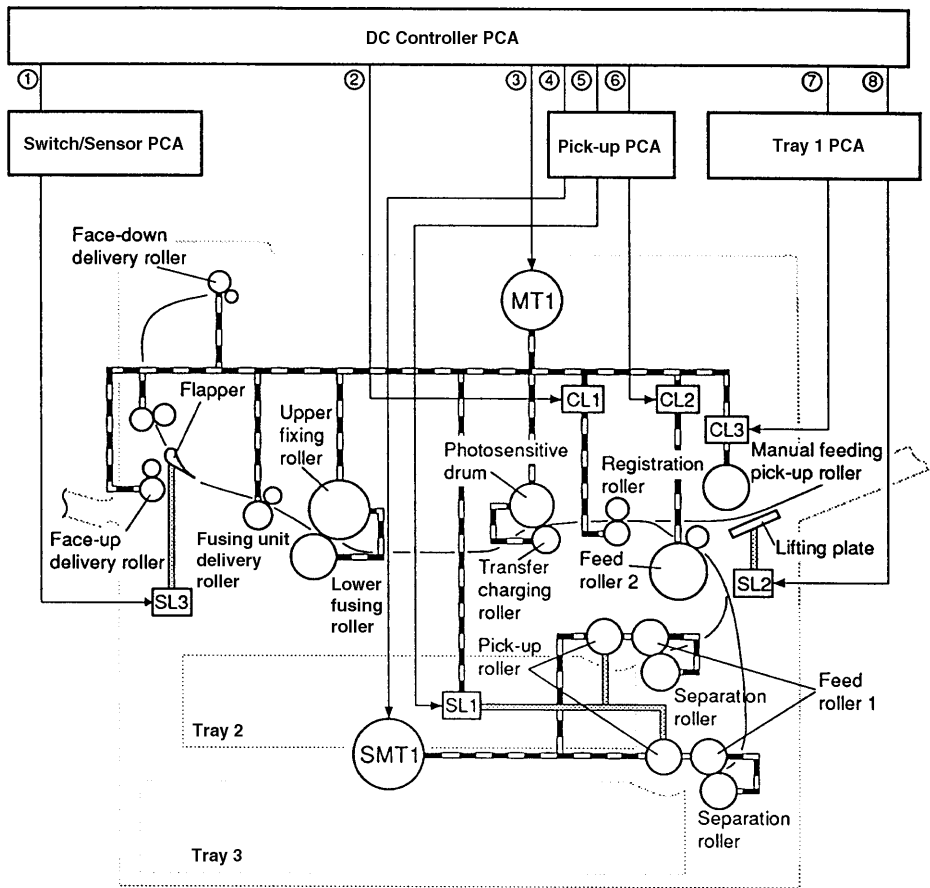 DC Controller PCA
① ② ③ ④ ⑤ ⑥ ⑦ ⑧
Switch/Sensor PCA
Pick-up PCA
Tray 1 PCA
Face-down
delivery roller
MT1
Flapper
Upper
fixing
roller
CL1
CL2
CL3
Photosensitive
drum
Registration
roller
Manual feeding
pick-up roller
Face-up
delivery roller
Fusing unit
delivery
roller
Lower
fusing
roller
Transfer
charging
roller
Feed
roller 2
Lifting plate
SL3
SL2
Pick-up
roller
Separation
roller
Feed
roller 1
SL1
Tray 2
SMT1
Separation
roller
Tray 3